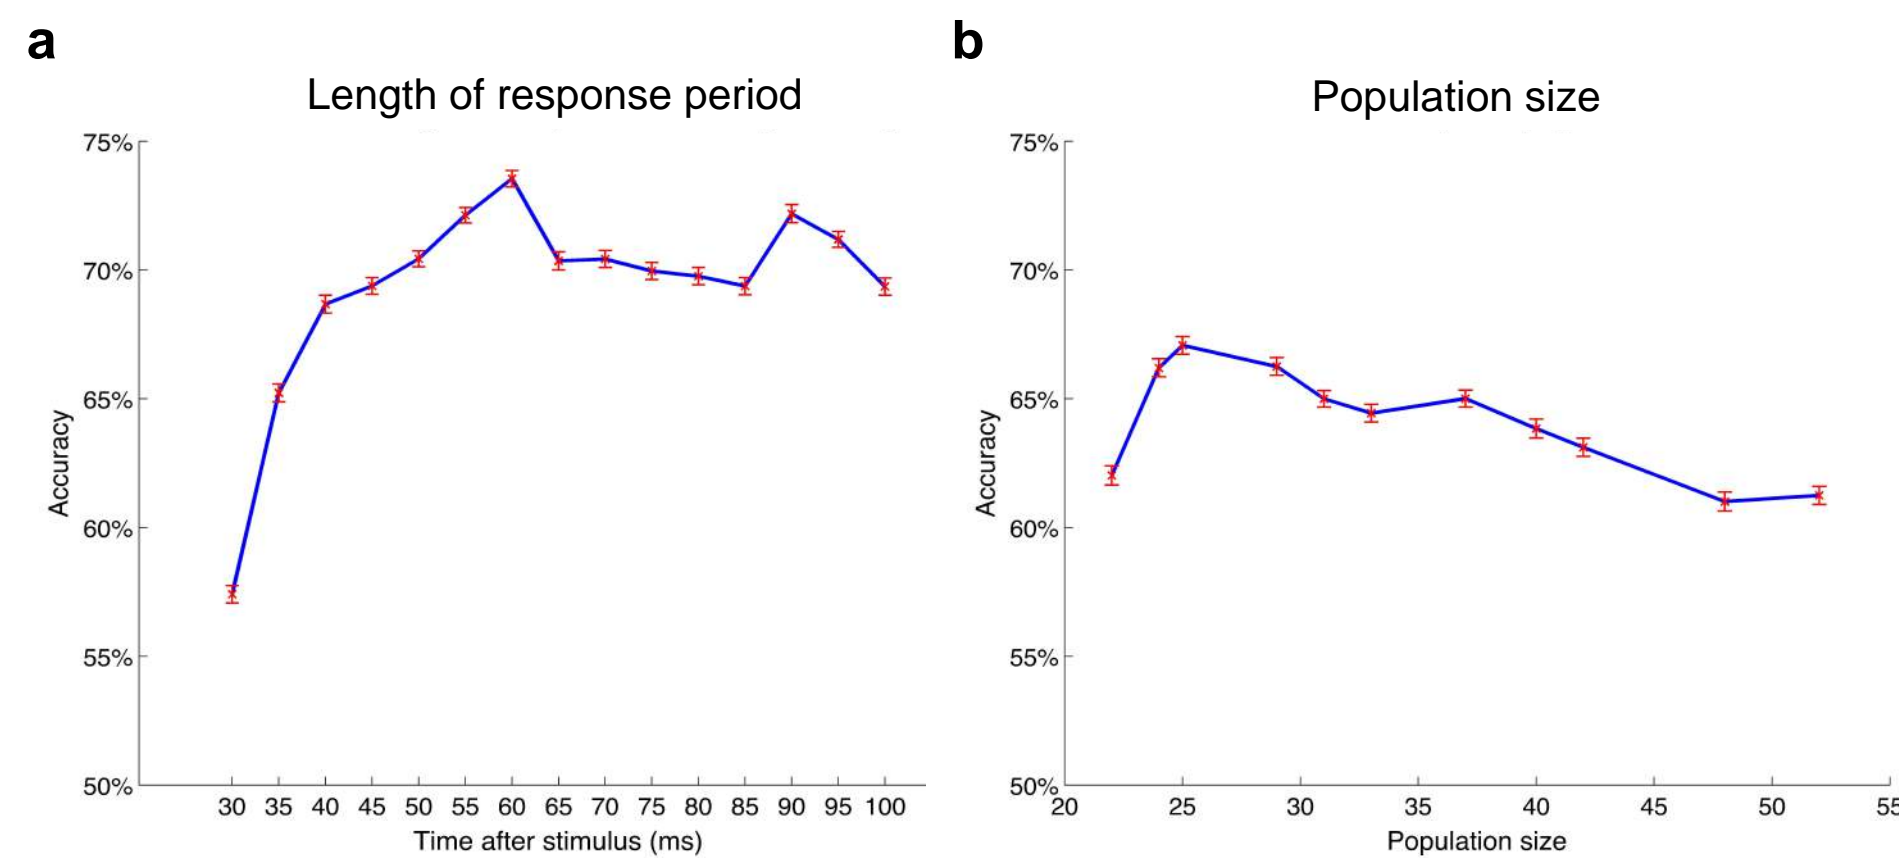 a
Length of response period
75%
70%
65%
60%
55%
50%
Accuracy
30 35 40 45 50 55 60 65 70 75 80 85 90 95 100
Time after stimulus (ms)
b
Population size
75%
70%
65%
60%
55%
50%
Accuracy
20 25 30 35 40 45 50 55
Population size